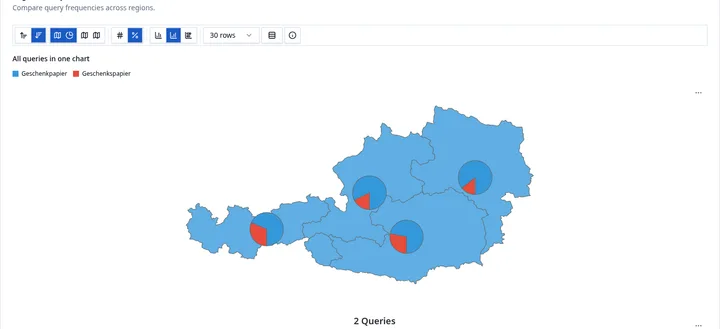 Compare query frequencies across regions.
# % 30 rows
All queries in one chart
Geschenkpapier Geschenkspapier
...
2 Queries
...